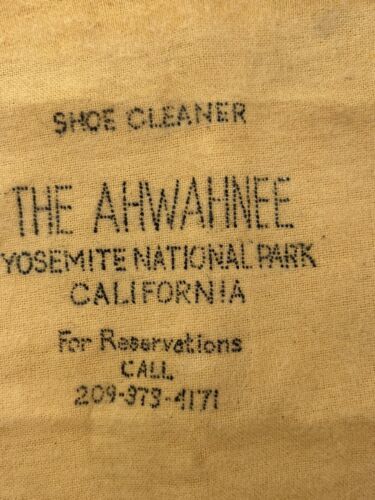 SHOE CLEANER
THE AHWAHNEE
YOSEMITE NATIONAL PARK
CALIFORNIA
For Reservations
CALL
209-373-4171